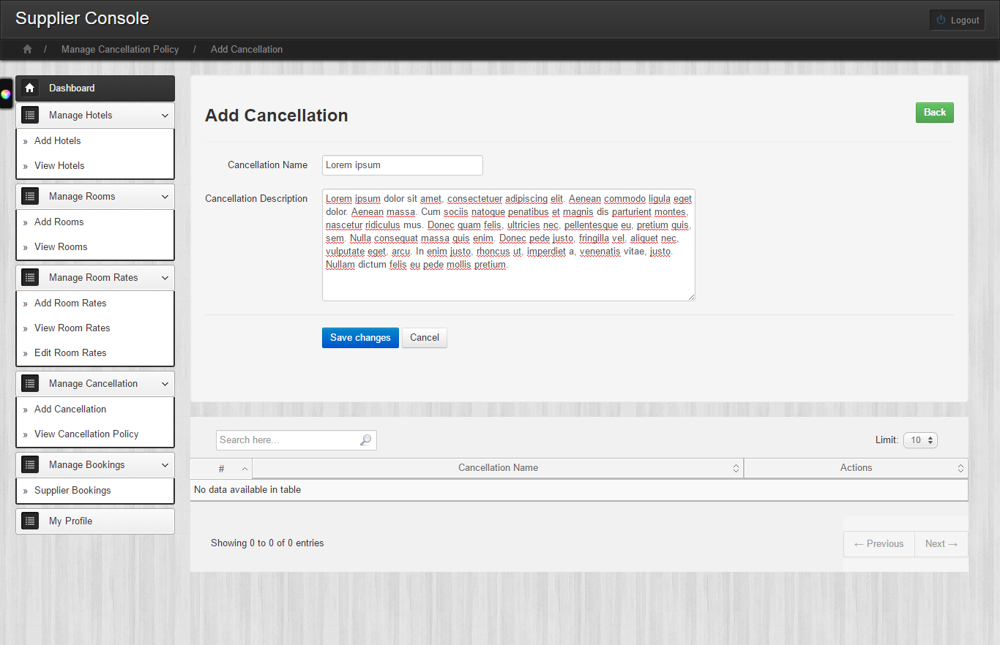 Supplier Console
Logout
/ Manage Cancellation Policy / Add Cancellation
Dashboard
Manage Hotels
» Add Hotels
» View Hotels
Manage Rooms
» Add Rooms
» View Rooms
Manage Room Rates
» Add Room Rates
» View Room Rates
» Edit Room Rates
Manage Cancellation
» Add Cancellation
» View Cancellation Policy
Manage Bookings
» Supplier Bookings
My Profile
Add Cancellation
Back
Cancellation Name
Lorem ipsum
Cancellation Description
Lorem ipsum dolor sit amet, consectetuer adipiscing elit. Aenean commodo ligula eget
dolor. Aenean massa. Cum sociis natoque penatibus et magnis dis parturient montes,
nascetur ridiculus mus. Donec quam felis, ultricies nec, pellentesque eu, pretium quis,
sem. Nulla consequat massa quis enim. Donec pede justo, fringilla vel, aliquet nec,
vulputate eget, arcu. In enim justo, rhoncus ut, imperdiet a, venenatis vitae, justo.
Nullam dictum felis eu pede mollis pretium.
Save changes
Cancel
Search here...
Limit: 10
# Cancellation Name Actions
No data available in table
Showing 0 to 0 of 0 entries
← Previous
Next →